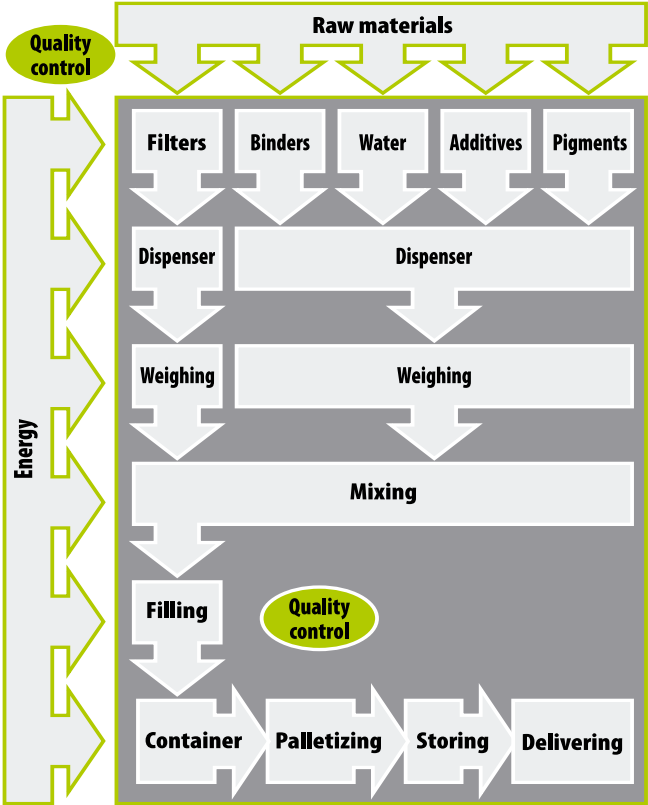 Raw materials
Quality
control
Filters
Binders
Water
Additives
Pigments
Dispenser
Dispenser
Weighing
Weighing
Energy
Mixing
Filling
Quality
control
Container
Palletizing
Storing
Delivering